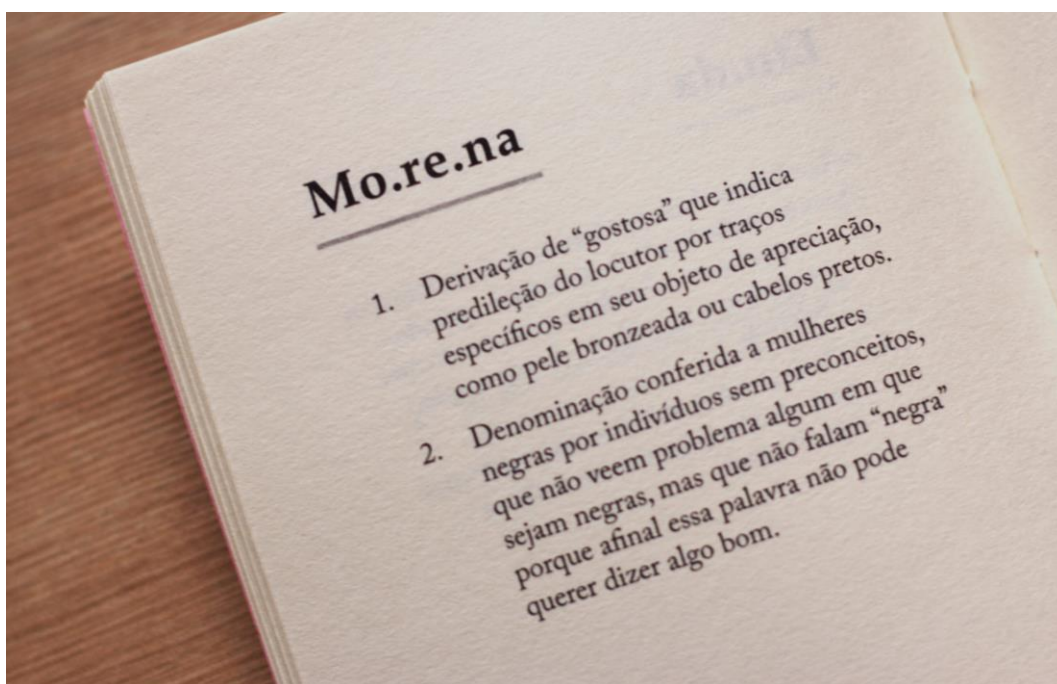 Mo.re.na
1. Derivação de “gostosa” que indica
predileção do locutor por traços
específicos em seu objeto de apreciação,
como pele bronzeada ou cabelos pretos.
2. Denominação conferida a mulheres
negras por indivíduos sem preconceitos,
que não veem problema algum em que
sejam negras, mas que não falam “negra”
porque afinal essa palavra não pode
querer dizer algo bom.